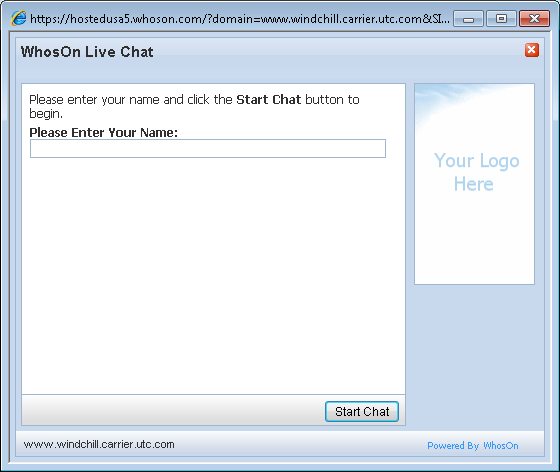 https://hostedusa5.whoson.com/?domain=www.windchill.carrier.utc.com&SI...
WhosOn Live Chat
Please enter your name and click the Start Chat button to
begin.
Please Enter Your Name:
Your Logo
Here
Start Chat
www.windchill.carrier.utc.com
Powered By WhosOn